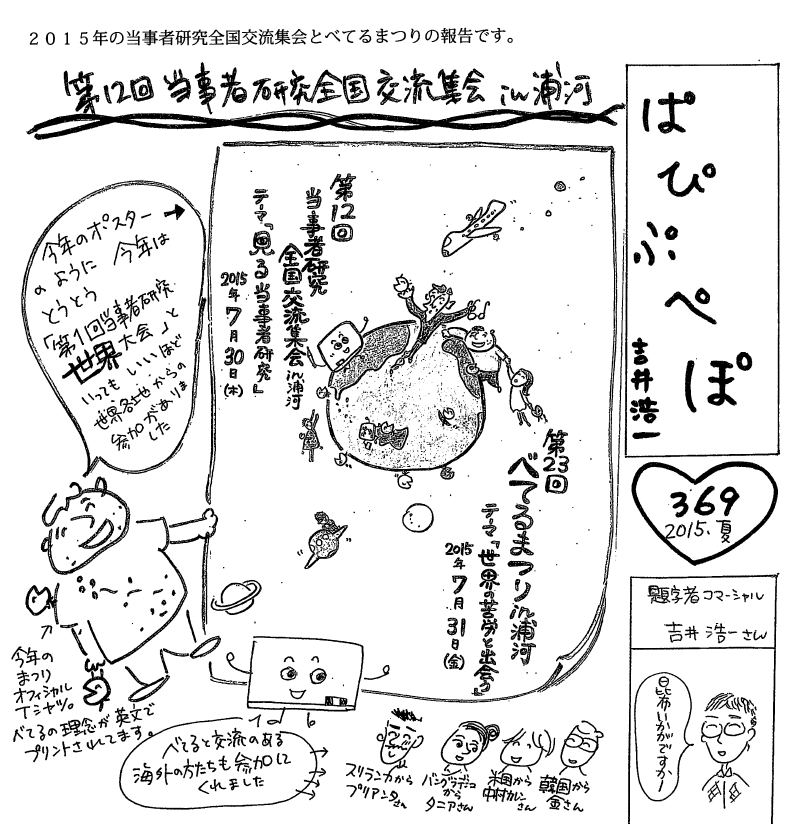 ２０１５年の当事者研究全国交流集会とべてるまつりの報告です。
第12回 当事者研究全国交流集会 in 浦河
ぱぴぷぺぽ
吉井浩一
369
2015.夏
題字者コマーシャル
吉井浩一さん
昆布いかがですかー
今年のポスター→
のように 今年は
とうとう
「第1回当事者研究
世界大会」と
いっても いいほど
世界各地からの
参加がありま
した
第12回
当事者研究
全国交流集会in浦河
テーマ「見る当事者研究」
2015年7月30日(木)
第23回
べてるまつりin浦河
テーマ「世界の苦労と出会う」
2015年7月31日(金)
今年の
まつり
オフィシャル
Tシャツ。
べてるの理念が英文で
プリントされてます。
べてると交流のある
海外の方たちも参加して
くれました
スリランカから
プリアンタさん
バングラデシュ
から
タニアさん
米国から
中村カレン
さん
韓国から
金さん